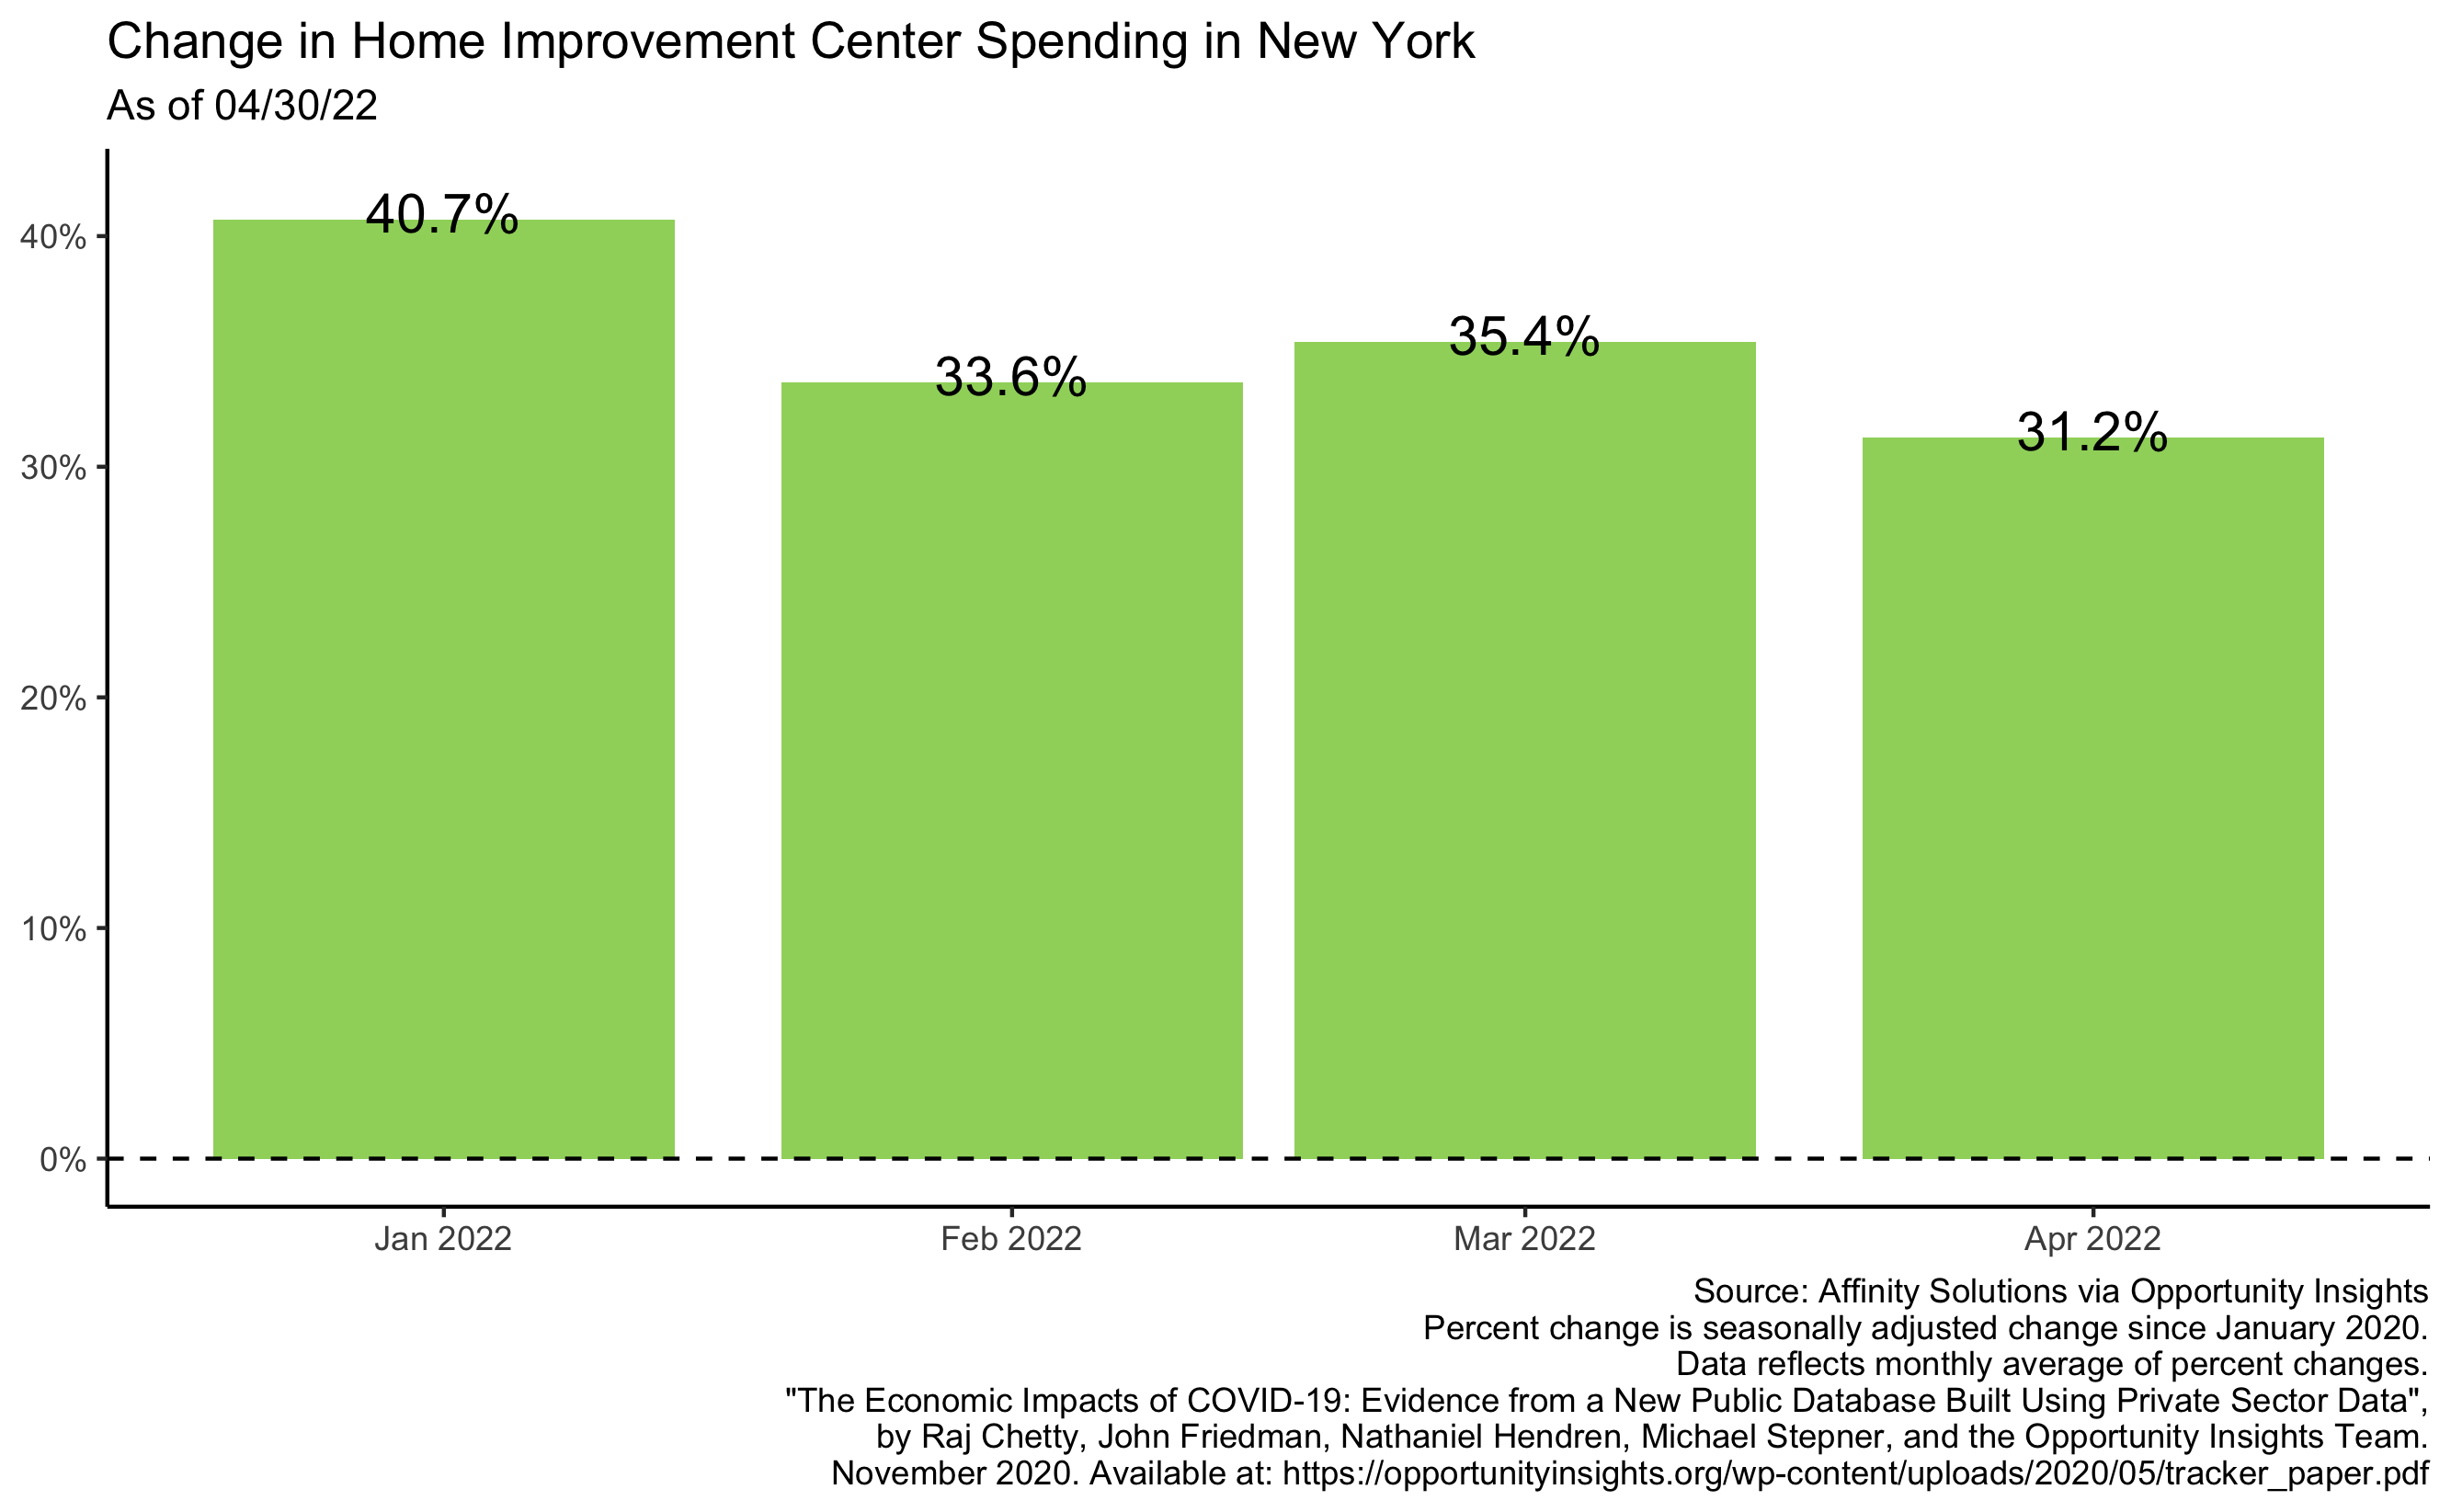 Change in Home Improvement Center Spending in New York
As of 04/30/22
40%
30%
20%
10%
0%
40.7%
33.6%
35.4%
31.2%
Jan 2022
Feb 2022
Mar 2022
Apr 2022
Source: Affinity Solutions via Opportunity Insights
Percent change is seasonally adjusted change since January 2020.
Data reflects monthly average of percent changes.
"The Economic Impacts of COVID-19: Evidence from a New Public Database Built Using Private Sector Data",
by Raj Chetty, John Friedman, Nathaniel Hendren, Michael Stepner, and the Opportunity Insights Team.
November 2020. Available at: https://opportunityinsights.org/wp-content/uploads/2020/05/tracker_paper.pdf